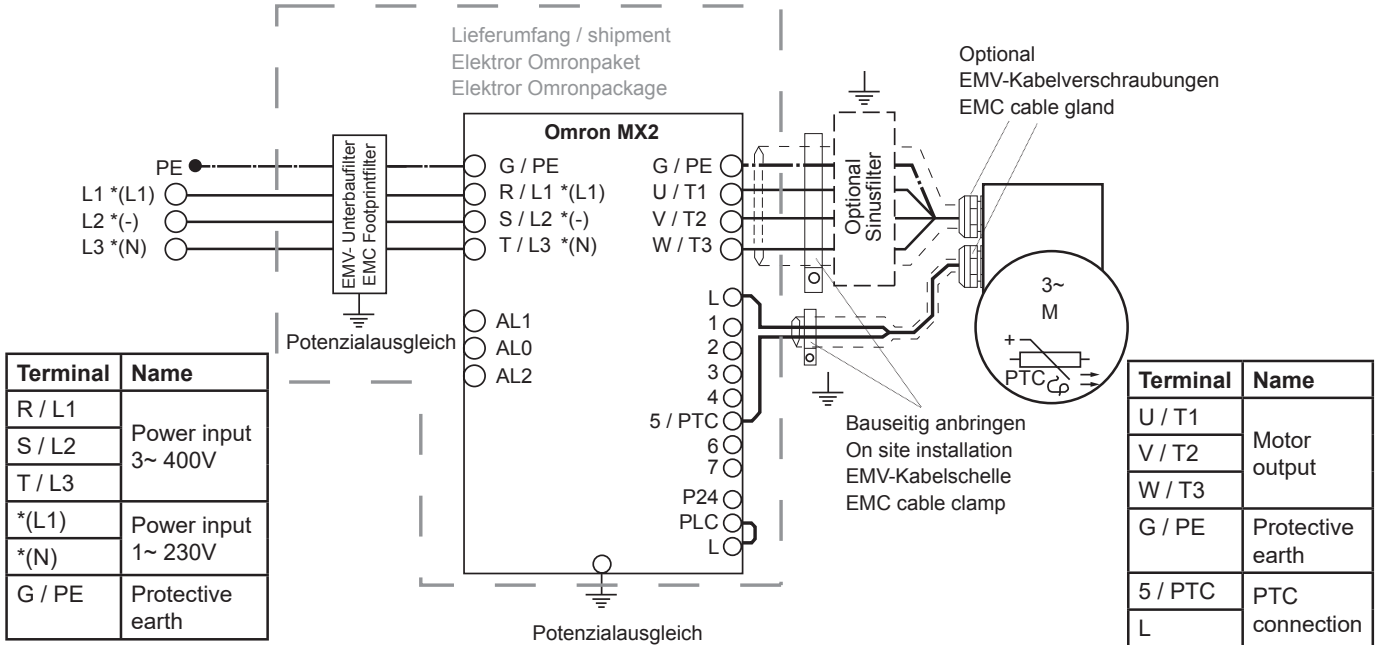 Lieferumfang / shipment
Elektror Omronpaket
Elektror Omronpackage
Optional
EMV-Kabelverschraubungen
EMC cable gland
Omron MX2
PE
L1 *(L1)
L2 *(-)
L3 *(N)
EMV- Unterbaufilter
EMC Footprintfilter
Potenzialausgleich
G / PE
R / L1 *(L1)
S / L2 *(-)
T / L3 *(N)
AL1
AL0
AL2
G / PE
U / T1
V / T2
W / T3
L
1
2
3
4
5 / PTC
6
7
P24
PLC
L
Optional
Sinusfilter
3~
M
+
PTC
Bauseitig anbringen
On site installation
EMV-Kabelschelle
EMC cable clamp
Potenzialausgleich
Terminal Name
R / L1
S / L2
T / L3
Power input
3~ 400V
*(L1)
*(N)
Power input
1~ 230V
G / PE Protective
earth
Terminal Name
U / T1
V / T2
W / T3
Motor
output
G / PE Protective
earth
5 / PTC
L
PTC
connection